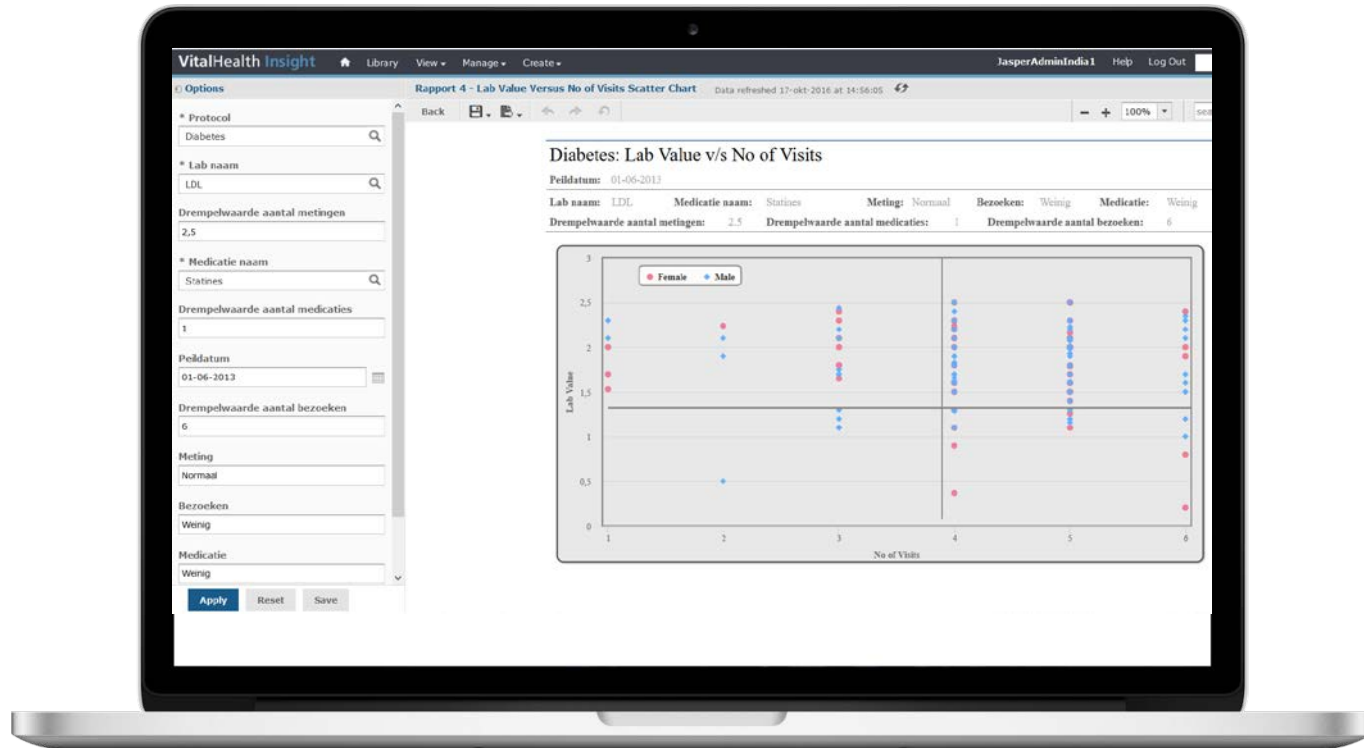 VitalHealth Insight Library View Manage Create JasperAdminIndia1 Help Log Out
Options
Rapport 4 - Lab Value Versus No of Visits Scatter Chart Data refreshed 17-okt-2016 at 14:56:05
Back 100%
* Protocol
Diabetes
* Lab naam
LDL
Drempelwaarde aantal metingen
2,5
* Medicatie naam
Statines
Drempelwaarde aantal medicaties
1
Peildatum
01-06-2013
Drempelwaarde aantal bezoeken
6
Meting
Normaal
Bezoeken
Weinig
Medicatie
Weinig
Apply Reset Save
Diabetes: Lab Value v/s No of Visits
Peildatum: 01-06-2013
Lab naam: LDL Medicatie naam: Statines Meting: Normaal Bezoeken: Weinig Medicatie: Weinig
Drempelwaarde aantal metingen: 2.5 Drempelwaarde aantal medicaties: 1 Drempelwaarde aantal bezoeken: 6
Female Male
3
2,5
2
1,5
1
0,5
0
Lab Value
1 2 3 4 5 6
No of Visits